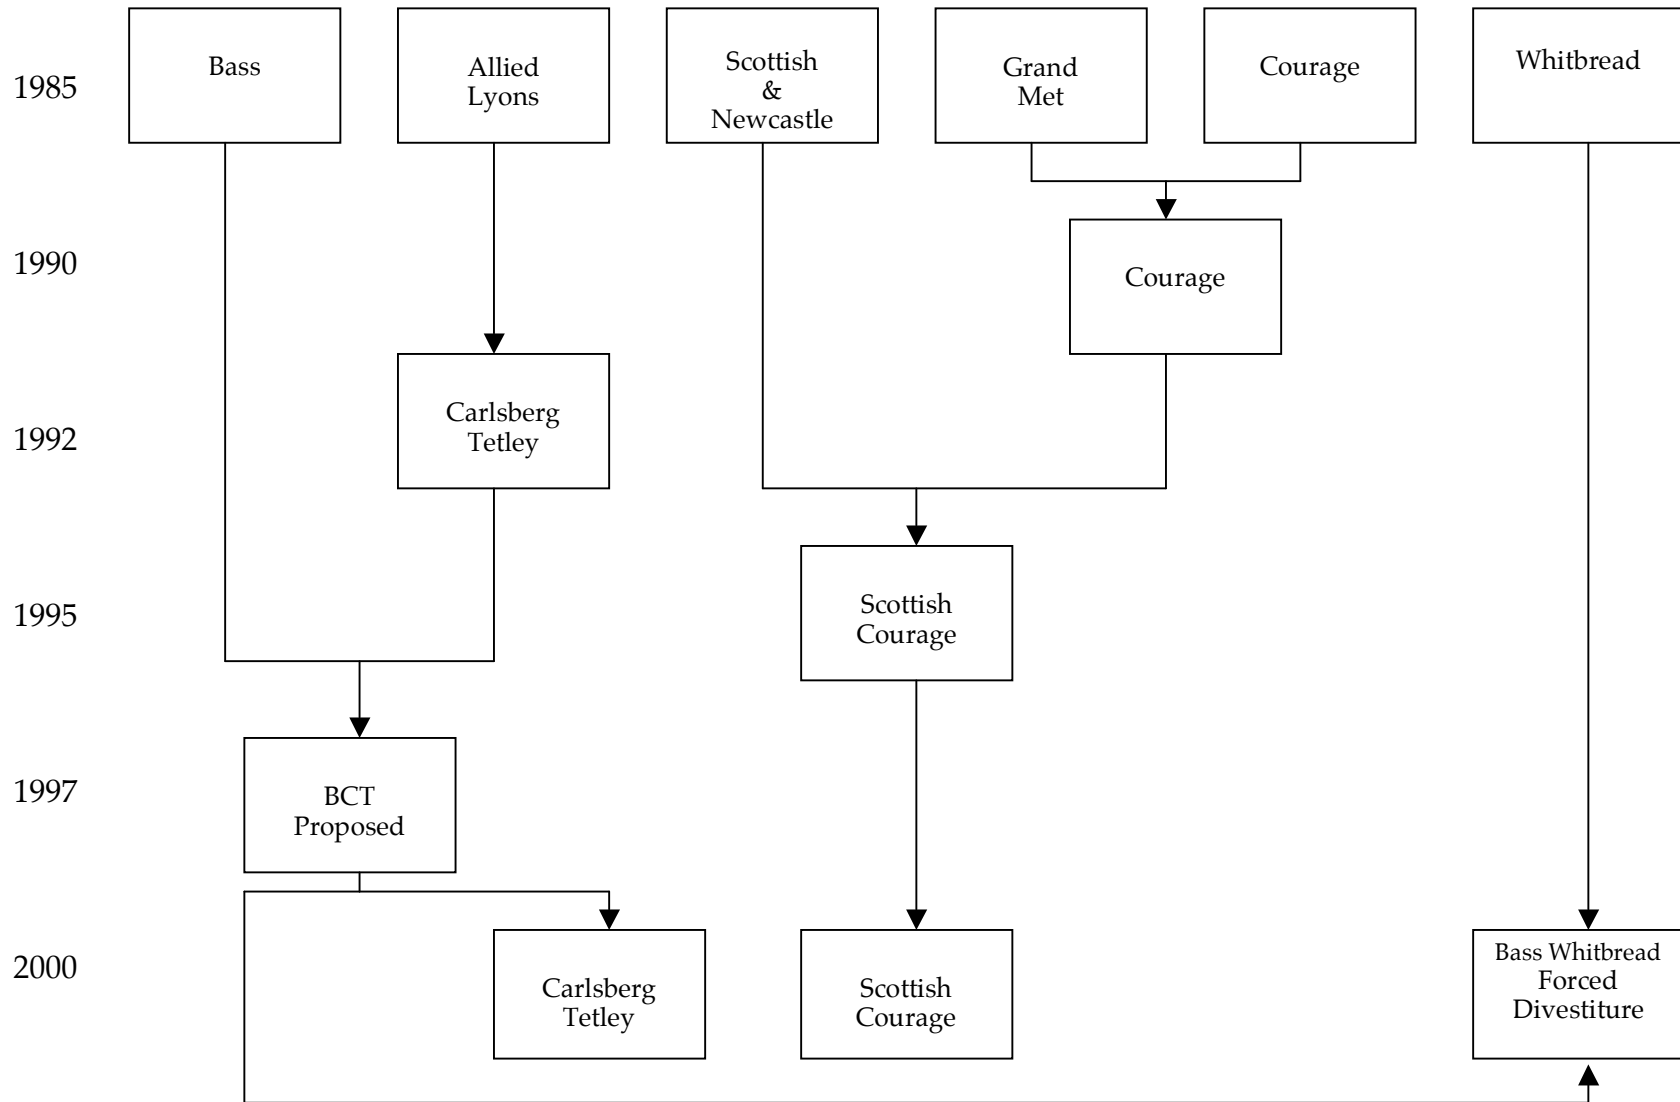 1985
Bass
Allied
Lyons
Scottish
&
Newcastle
Grand
Met
Courage
Whitbread
1990
Courage
1992
Carlsberg
Tetley
1995
Scottish
Courage
1997
BCT
Proposed
2000
Carlsberg
Tetley
Scottish
Courage
Bass Whitbread
Forced
Divestiture